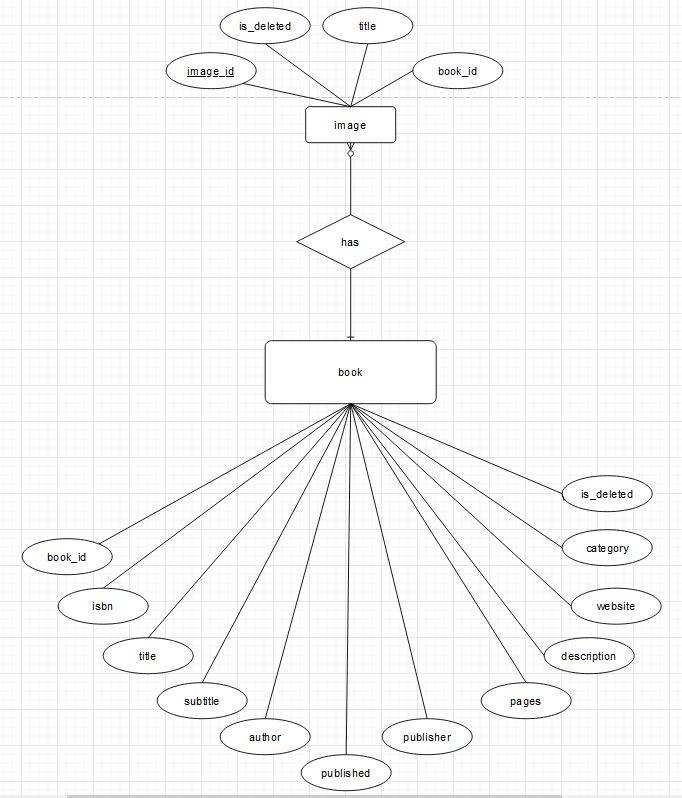 is_deleted
title
image_id
book_id
image
has
book
is_deleted
category
book_id
website
isbn
title
description
subtitle
pages
author
publisher
published